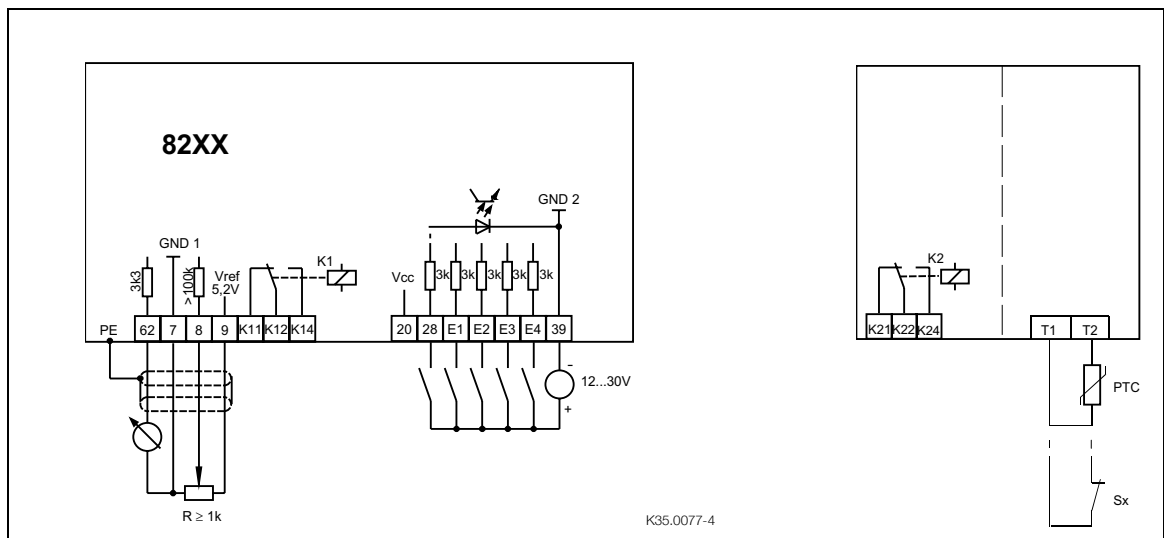 82XX
GND 2
GND 1
3k3
> 100k
Vref
5,2V
K1
Vcc
3k 3k 3k 3k 3k
K2
PE
62 7 8 9 K11 K12 K14
20 28 E1 E2 E3 E4 39
K21 K22 K24
T1 T2
-
12...30V
+
PTC
R ≥ 1k
Sx
K35.0077-4